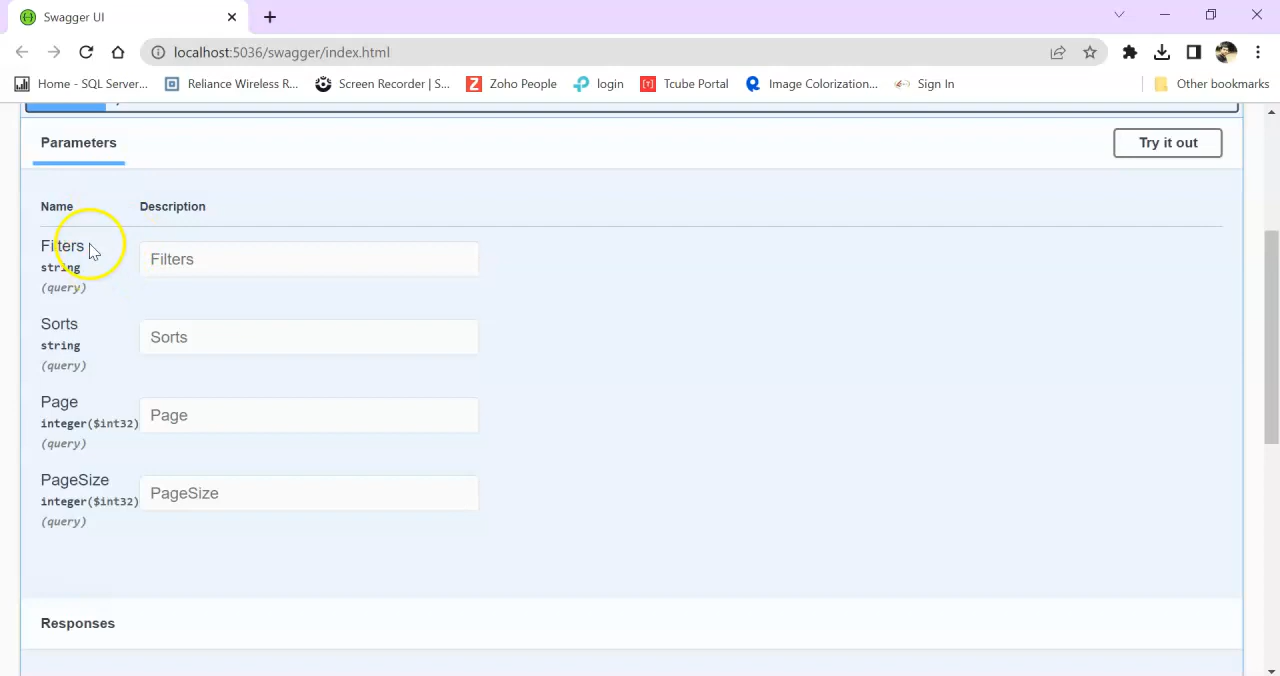 Swagger UI
localhost:5036/swagger/index.html
Home - SQL Server... Reliance Wireless R... Screen Recorder | S... Zoho People login Tcube Portal Image Colorization... Sign In Other bookmarks
Parameters Try it out
Name Description
Filters Filters
string
(query)
Sorts Sorts
string
(query)
Page Page
integer($int32)
(query)
PageSize PageSize
integer($int32)
(query)
Responses